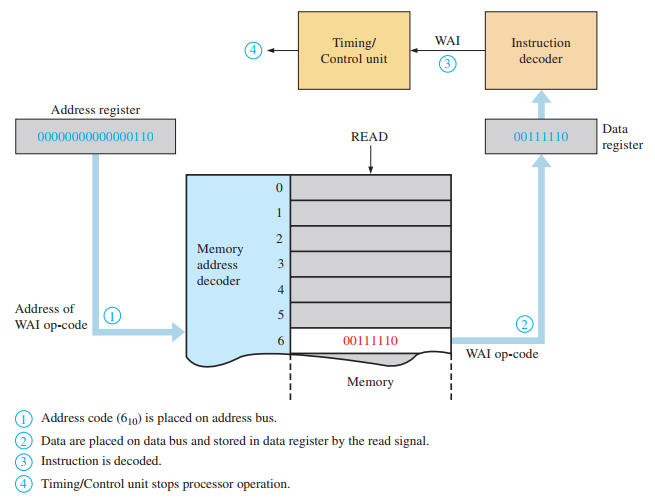 ④
Timing/
Control unit
WAI
③
Instruction
decoder
Address register
0000000000000110
READ
00111110
Data
register
0
1
2
3
4
5
6
Memory
address
decoder
Address of
WAI op-code
①
00111110
②
WAI op-code
Memory
① Address code (6₁₀) is placed on address bus.
② Data are placed on data bus and stored in data register by the read signal.
③ Instruction is decoded.
④ Timing/Control unit stops processor operation.